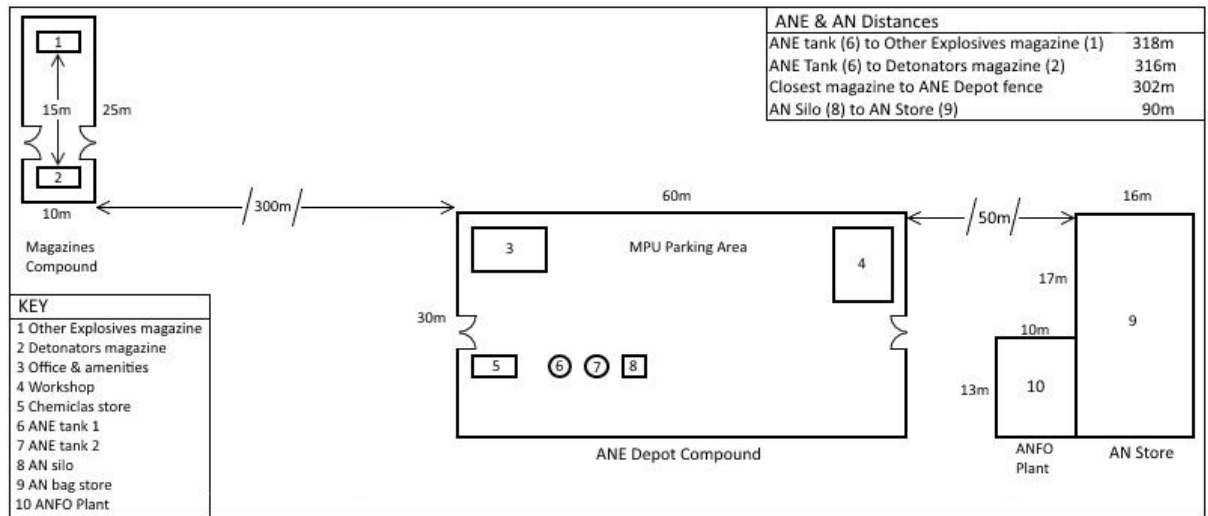 1
15m
25m
2
10m
Magazines
Compound
300m
ANE & AN Distances
ANE tank (6) to Other Explosives magazine (1) 318m
ANE Tank (6) to Detonators magazine (2) 316m
Closest magazine to ANE Depot fence 302m
AN Silo (8) to AN Store (9) 90m
60m
3
MPU Parking Area
4
30m
5
6
7
8
ANE Depot Compound
50m
16m
17m
9
10m
13m
10
ANFO
Plant
AN Store
KEY
1 Other Explosives magazine
2 Detonators magazine
3 Office & amenities
4 Workshop
5 Chemiclas store
6 ANE tank 1
7 ANE tank 2
8 AN silo
9 AN bag store
10 ANFO Plant